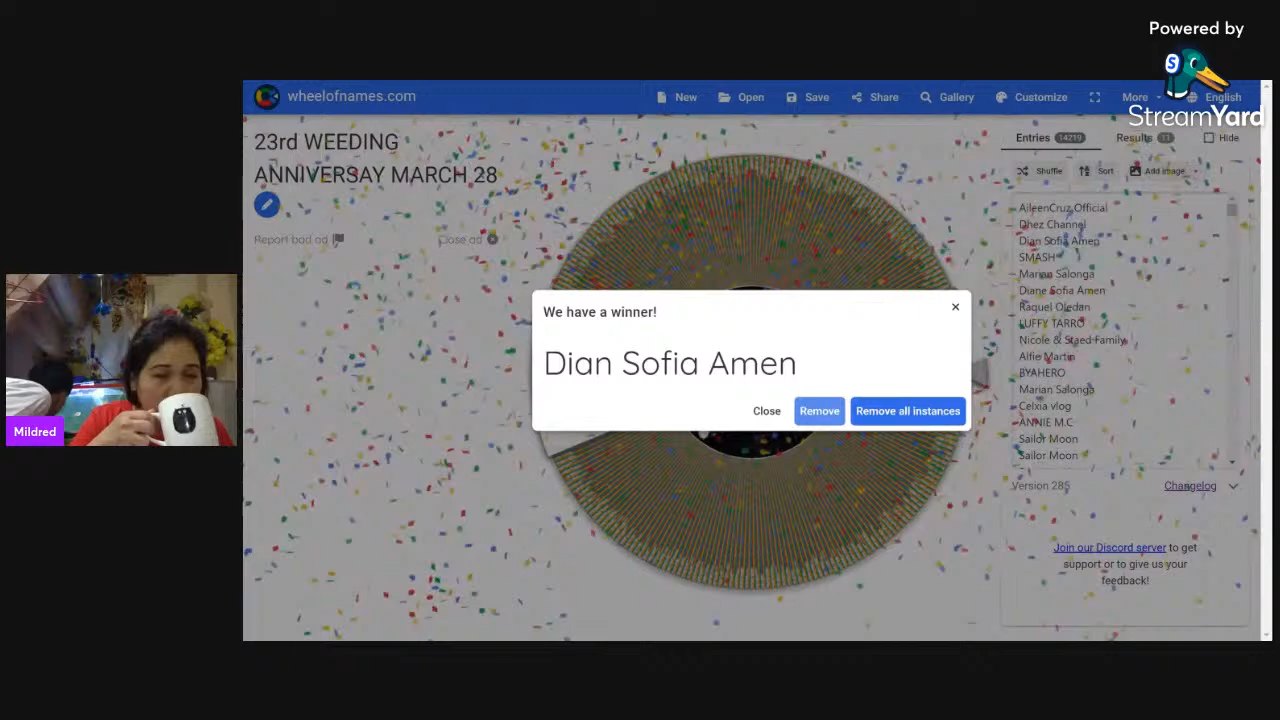 Powered by
StreamYard
wheelofnames.com
New
Open
Save
Share
Gallery
Customize
More
English
23rd WEEDING
ANNIVERSAY MARCH 28
Report bad ad
Close ad
Entries 14219
Results 11
Hide
Shuffle
Sort
Add image
AileenCruz Official
Dhez Channel
Dian Sofia Amen
SMASH
Marian Salonga
Diane Sofia Amen
Raquel Oledan
LUFFY TARRO
Nicole & Staed Family
Alfie Martin
BYAHERO
Marian Salonga
Celxia vlog
ANNIE M.C
Sailor Moon
Sailor Moon
Version 285
Changelog
Join our Discord server to get
support or to give us your
feedback!
We have a winner!
Dian Sofia Amen
Close
Remove
Remove all instances
Mildred